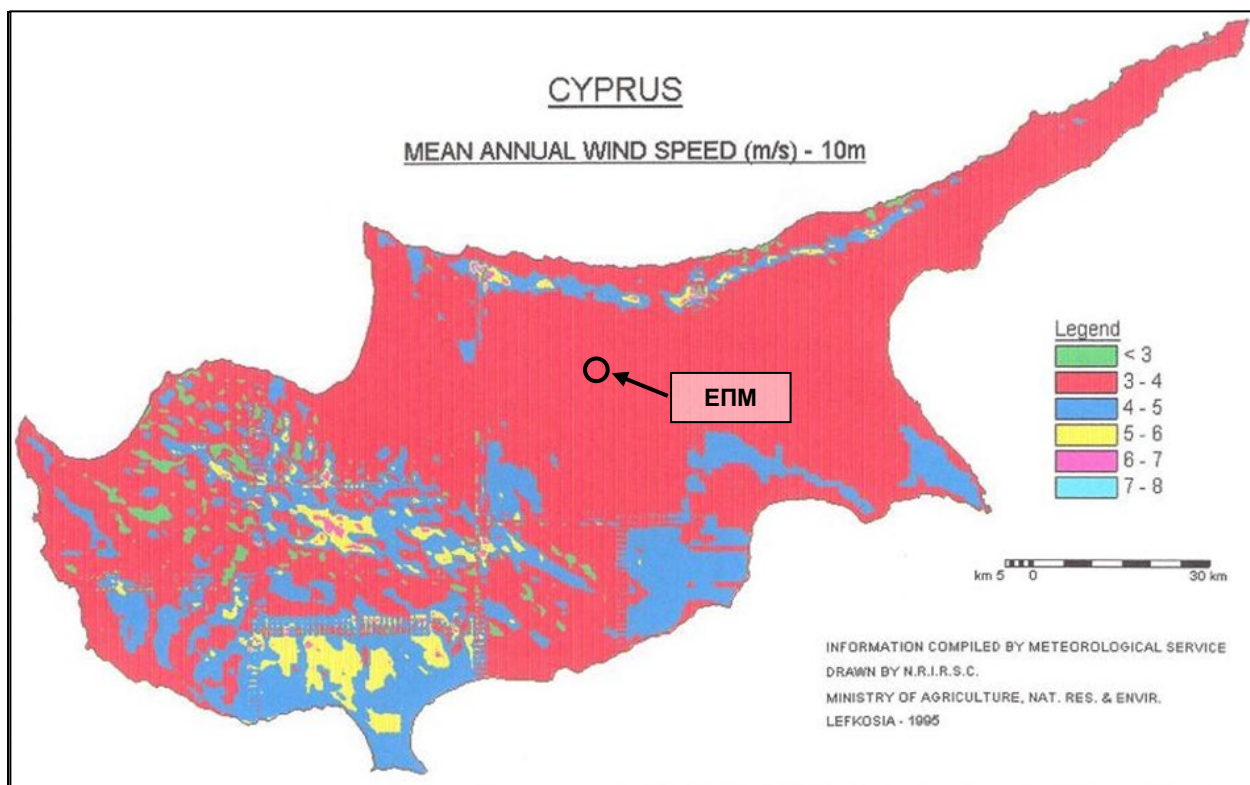 CYPRUS
MEAN ANNUAL WIND SPEED (m/s) - 10m
ΕΠΜ
Legend
< 3
3 - 4
4 - 5
5 - 6
6 - 7
7 - 8
km 5 0 30 km
INFORMATION COMPILED BY METEOROLOGICAL SERVICE
DRAWN BY N.R.I.R.S.C.
MINISTRY OF AGRICULTURE, NAT. RES. & ENVIR.
LEFKOSIA - 1995